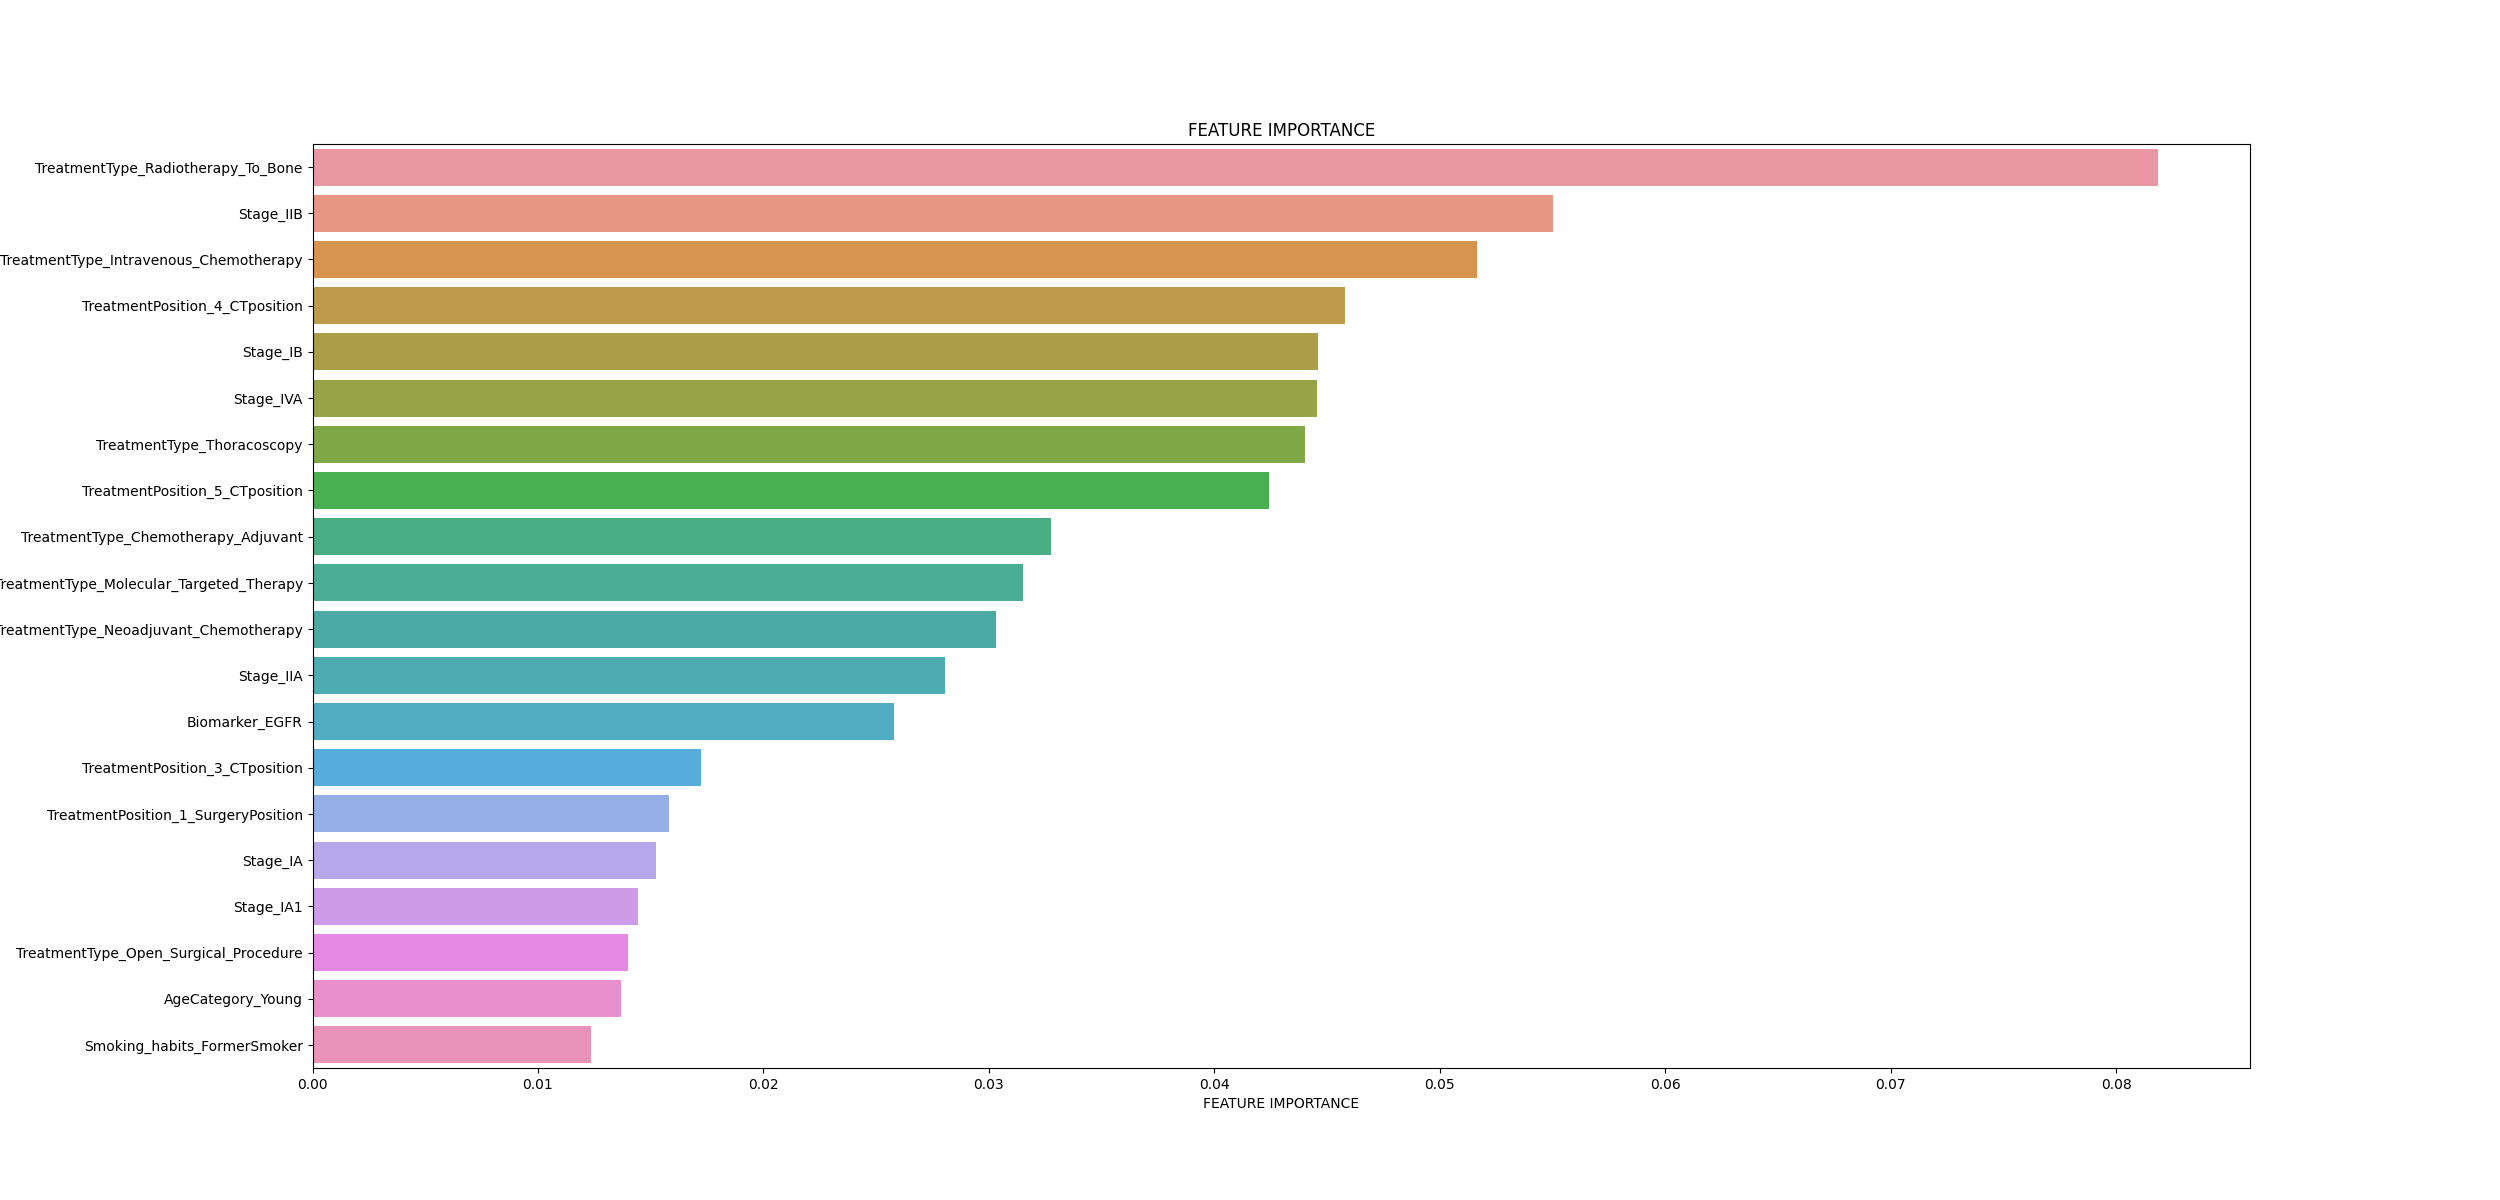 FEATURE IMPORTANCE
TreatmentType_Radiotherapy_To_Bone
Stage_IIB
TreatmentType_Intravenous_Chemotherapy
TreatmentPosition_4_CTposition
Stage_IB
Stage_IVA
TreatmentType_Thoracoscopy
TreatmentPosition_5_CTposition
TreatmentType_Chemotherapy_Adjuvant
TreatmentType_Molecular_Targeted_Therapy
TreatmentType_Neoadjuvant_Chemotherapy
Stage_IIA
Biomarker_EGFR
TreatmentPosition_3_CTposition
TreatmentPosition_1_SurgeryPosition
Stage_IA
Stage_IA1
TreatmentType_Open_Surgical_Procedure
AgeCategory_Young
Smoking_habits_FormerSmoker
0.00 0.01 0.02 0.03 0.04 0.05 0.06 0.07 0.08
FEATURE IMPORTANCE